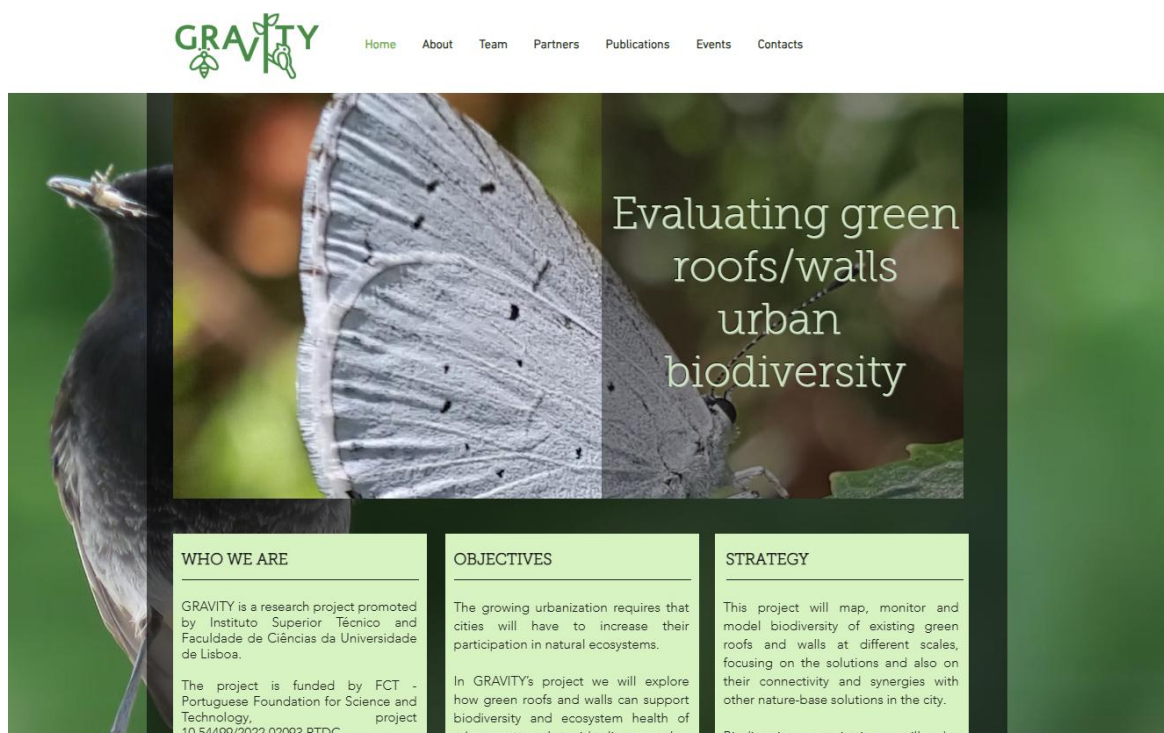 GRAVITY
Home About Team Partners Publications Events Contacts
Evaluating green
roofs/walls
urban
biodiversity
WHO WE ARE
GRAVITY is a research project promoted
by Instituto Superior Técnico and
Faculdade de Ciências da Universidade
de Lisboa.
The project is funded by FCT -
Portuguese Foundation for Science and
Technology, project
10.54499/2022.02093.PTDC
OBJECTIVES
The growing urbanization requires that
cities will have to increase their
participation in natural ecosystems.
In GRAVITY's project we will explore
how green roofs and walls can support
biodiversity and ecosystem health of
STRATEGY
This project will map, monitor and
model biodiversity of existing green
roofs and walls at different scales,
focusing on the solutions and also on
their connectivity and synergies with
other nature-base solutions in the city.